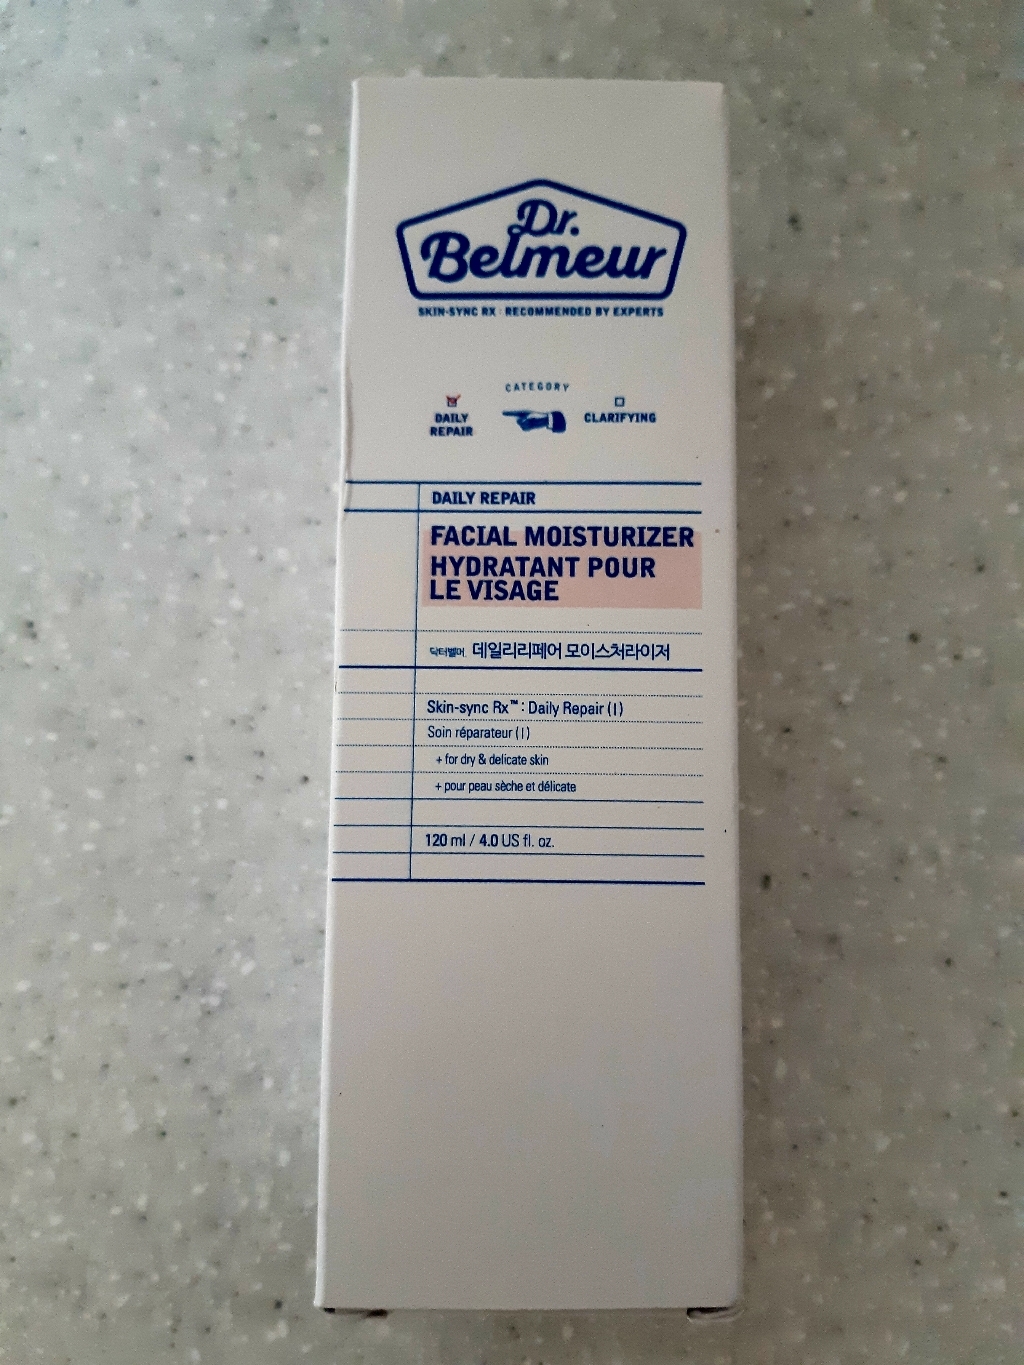 Dr.
Belmeur
SKIN-SYNC RX : RECOMMENDED BY EXPERTS
CATEGORY
DAILY REPAIR
CLARIFYING
DAILY REPAIR
FACIAL MOISTURIZER
HYDRATANT POUR
LE VISAGE
닥터벨머 데일리리페어 모이스처라이저
Skin-sync Rx™ : Daily Repair (I)
Soin réparateur (I)
+ for dry & delicate skin
+ pour peau sèche et délicate
120 ml / 4.0 US fl. oz.